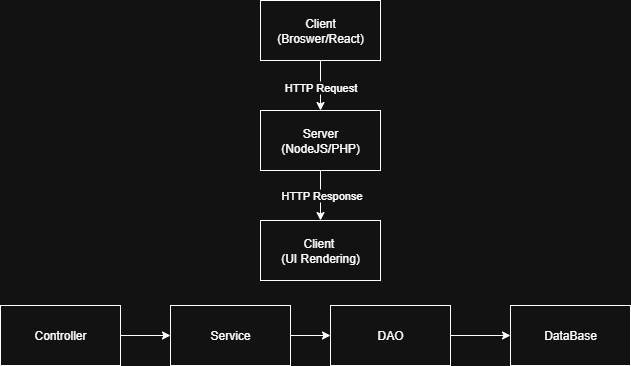 Client
(Broswer/React)
HTTP Request
Server
(NodeJS/PHP)
HTTP Response
Client
(UI Rendering)
Controller
Service
DAO
DataBase